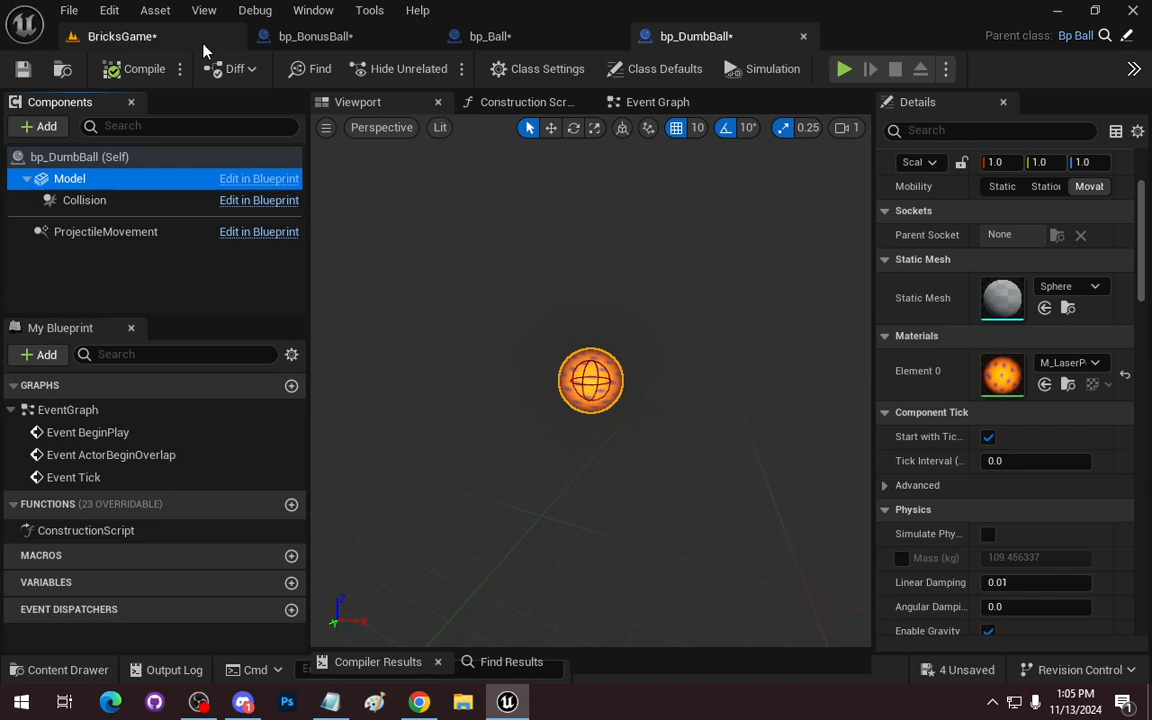 File Edit Asset View Debug Window Tools Help
BricksGame* bp_BonusBall* bp_Ball* bp_DumbBall* Parent class: Bp Ball
Compile Diff Find Hide Unrelated Class Settings Class Defaults Simulation
Components Viewport Construction Scr... Event Graph Details
Add Search Perspective Lit 10 10° 0.25 1 Search
bp_DumbBall (Self) Scal 1.0 1.0 1.0
Model Edit in Blueprint Mobility Static Movat
Collision Edit in Blueprint Sockets
ProjectileMovement Edit in Blueprint Parent Socket None
Static Mesh
Static Mesh Sphere
My Blueprint Materials
Add Search Element 0
GRAPHS Component Tick
EventGraph Start with Tic...
Event BeginPlay Tick Interval (... 0.0
Event ActorBeginOverlap Advanced
Event Tick
FUNCTIONS (23 OVERRIDABLE) Physics
ConstructionScript Simulate Phy...
MACROS Mass (kg) 109.456337
VARIABLES Linear Damping 0.01
EVENT DISPATCHERS Angular Dampi... 0.0
Z X Y Enable Gravity
Content Drawer Output Log Cmd Compiler Results Find Results 4 Unsaved Revision Control
Ps 1:05 PM
11/13/2024 1